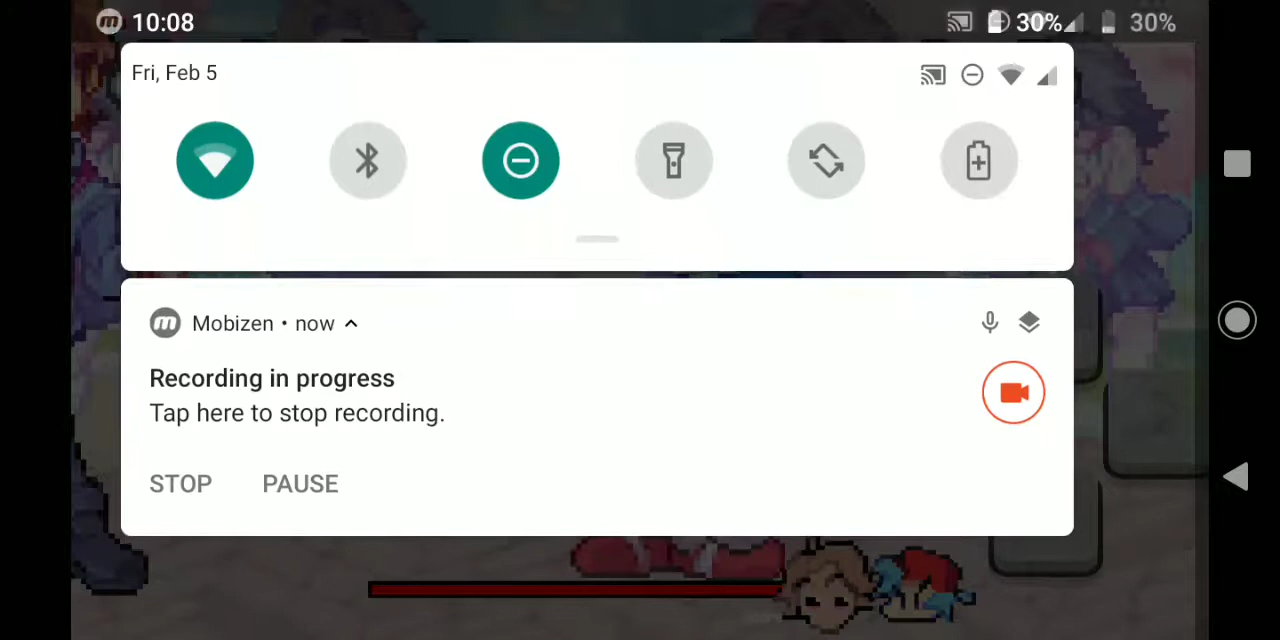 10:08
30%
30%
Fri, Feb 5
Mobizen • now
Recording in progress
Tap here to stop recording.
STOP
PAUSE